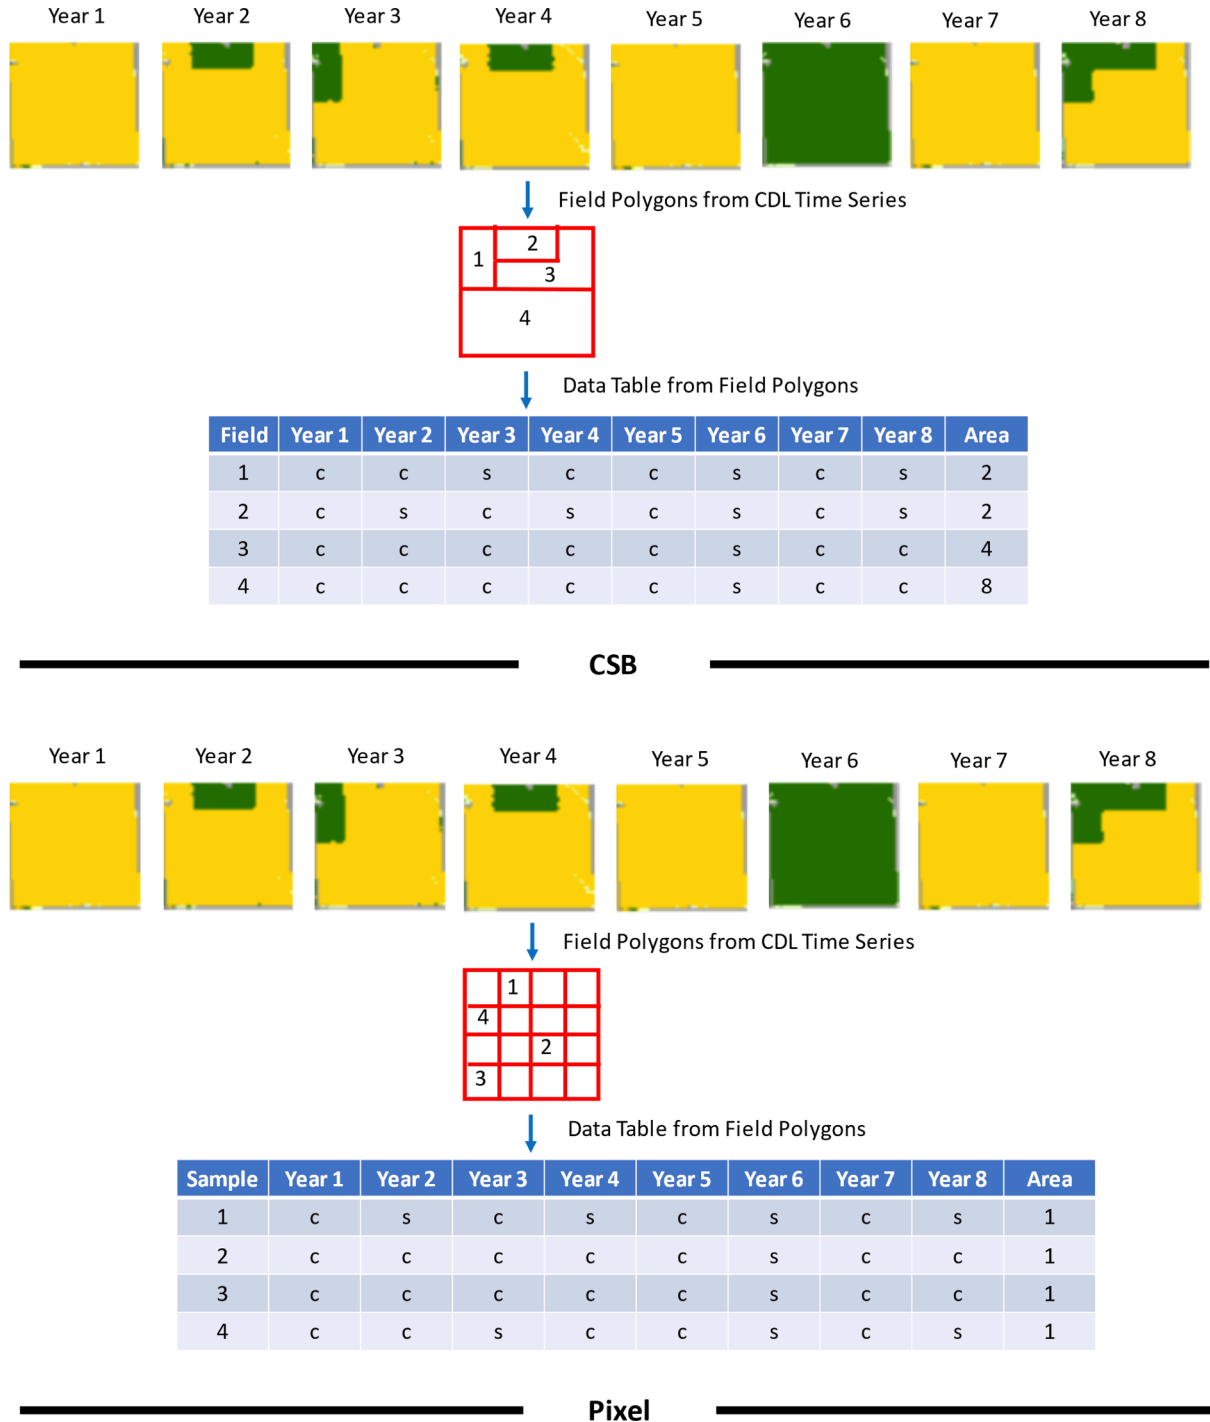 Year 1 Year 2 Year 3 Year 4 Year 5 Year 6 Year 7 Year 8
Field Polygons from CDL Time Series
2
1
3
4
Data Table from Field Polygons
Field Year 1 Year 2 Year 3 Year 4 Year 5 Year 6 Year 7 Year 8 Area
1 c c s c c s c s 2
2 c s c s c s c s 2
3 c c c c c s c c 4
4 c c c c c s c c 8
CSB
Year 1 Year 2 Year 3 Year 4 Year 5 Year 6 Year 7 Year 8
Field Polygons from CDL Time Series
1
4
2
3
Data Table from Field Polygons
Sample Year 1 Year 2 Year 3 Year 4 Year 5 Year 6 Year 7 Year 8 Area
1 c s c s c s c s 1
2 c c c c c s c c 1
3 c c c c c s c c 1
4 c c s c c s c s 1
Pixel